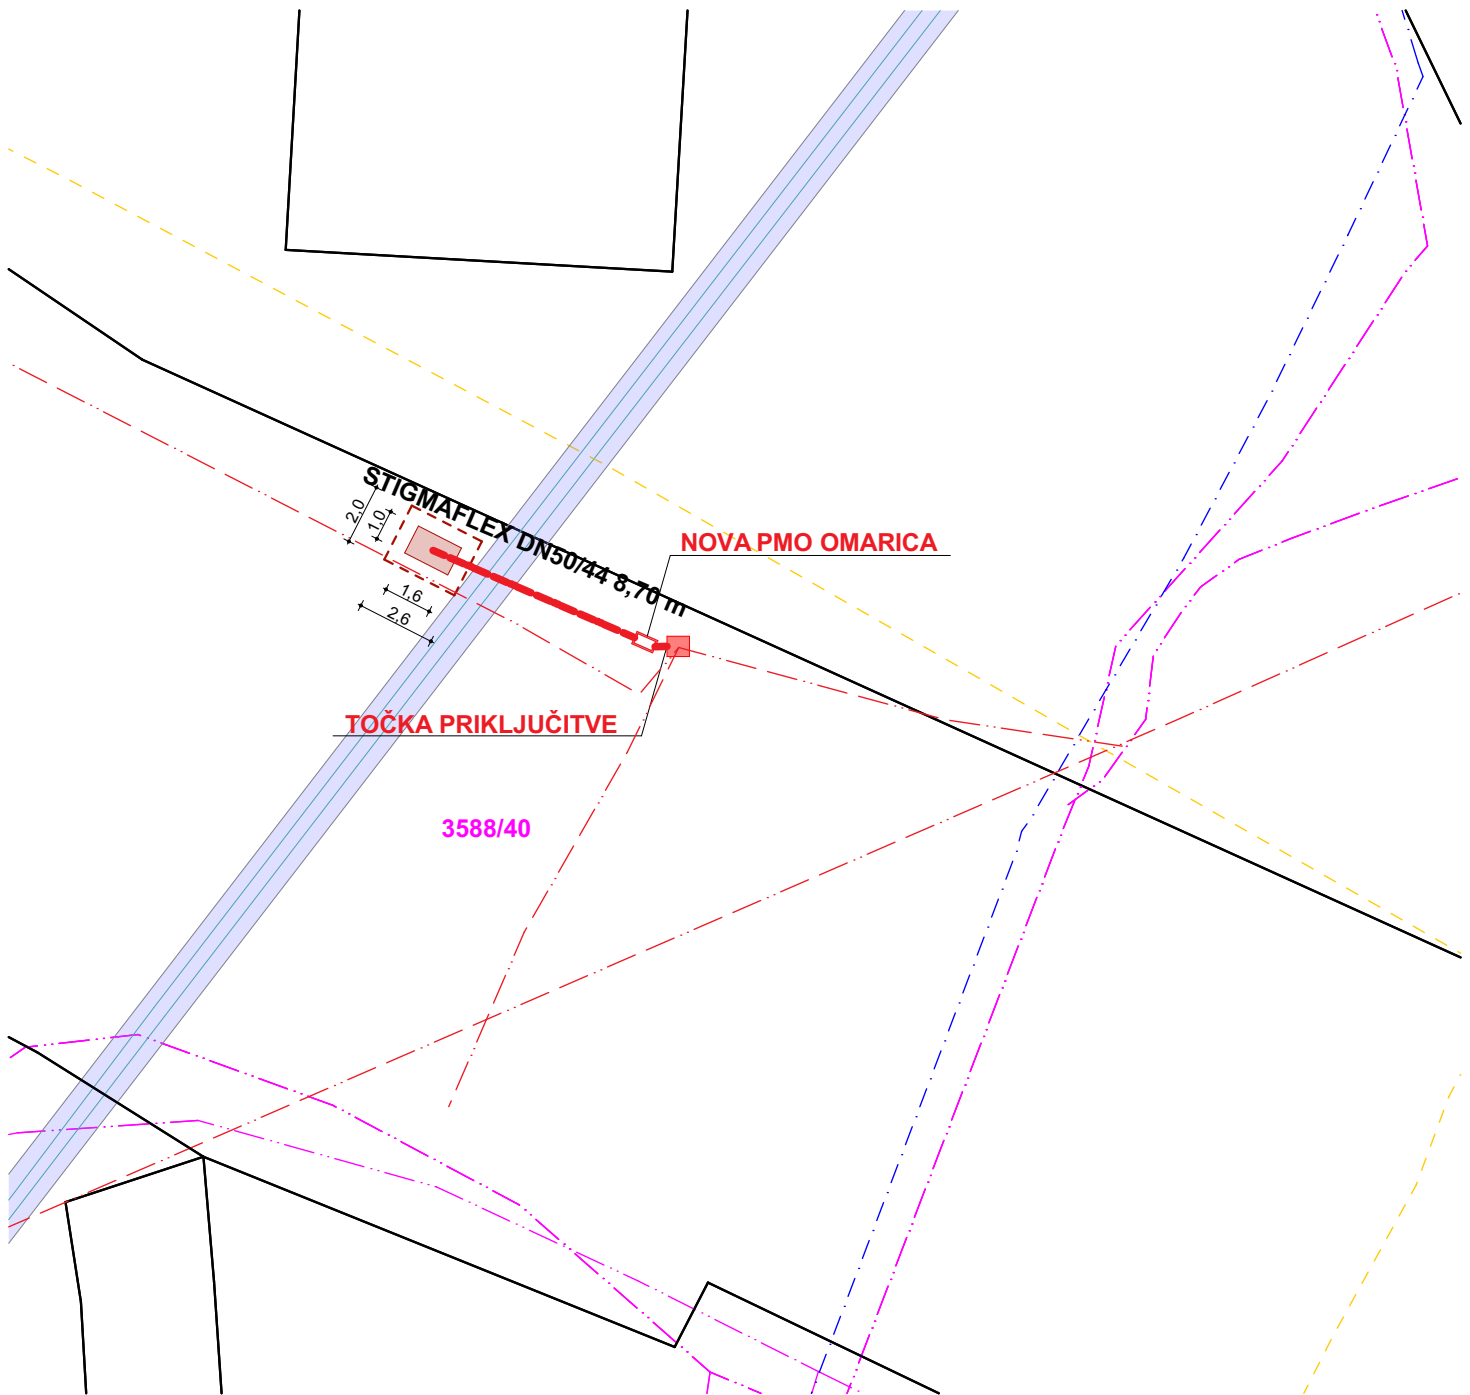 STIGMAFLEX DN50/44 8,70 m
2,0
1,0
NOVA PMO OMARICA
1,6
2,6
TOČKA PRIKLJUČITVE
3588/40